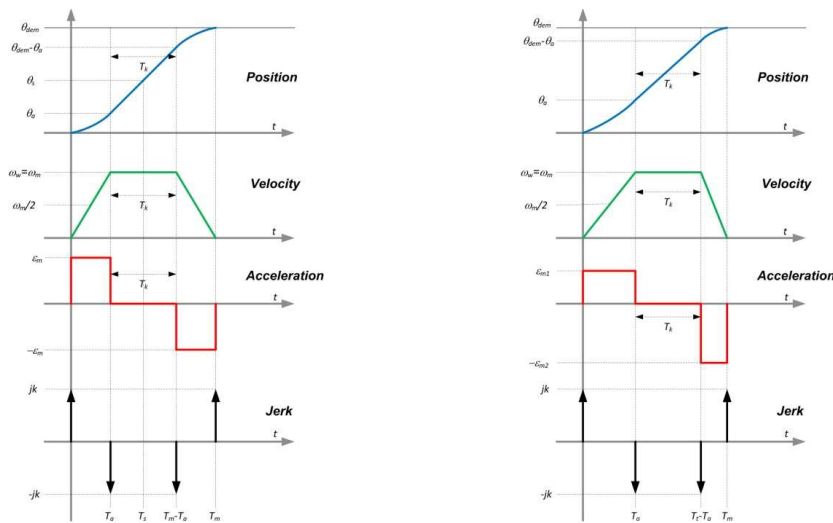 θdem
θdem-θa
Tk
θs
Position
θa
t
ωw=ωm
Velocity
Tk
ωm/2
t
εm
Acceleration
Tk
t
−εm
jk
Jerk
t
-jk
Ta
Ts
Tm-Ta
Tm
θdem
θdem-θa
Tk
Position
θa
t
ωw=ωm
Velocity
Tk
ωm/2
t
εm1
Acceleration
t
Tk
−εm2
jk
Jerk
t
-jk
Ta
Tt-Ta
Tm